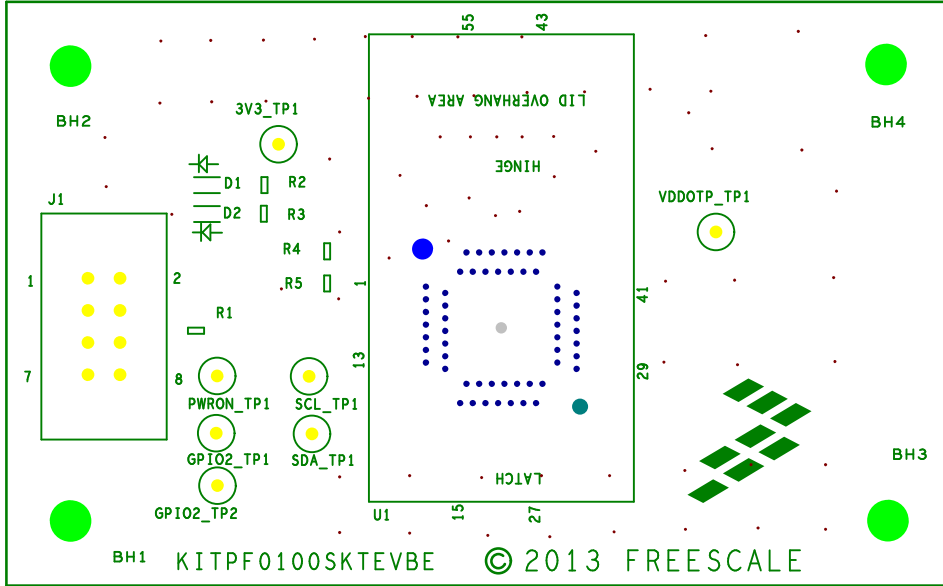 55
43
LID OVERHANG AREA
3V3_TP1
BH2
BH4
HINGE
D1
R2
VDDOTP_TP1
J1
D2
R3
R4
1
2
R5
1
41
R1
13
29
7
8
PWRON_TP1
SCL_TP1
GPIO2_TP1
SDA_TP1
BH3
LATCH
GPIO2_TP2
U1
15
27
BH1
KITPF0100SKTEVBE
© 2013 FREESCALE